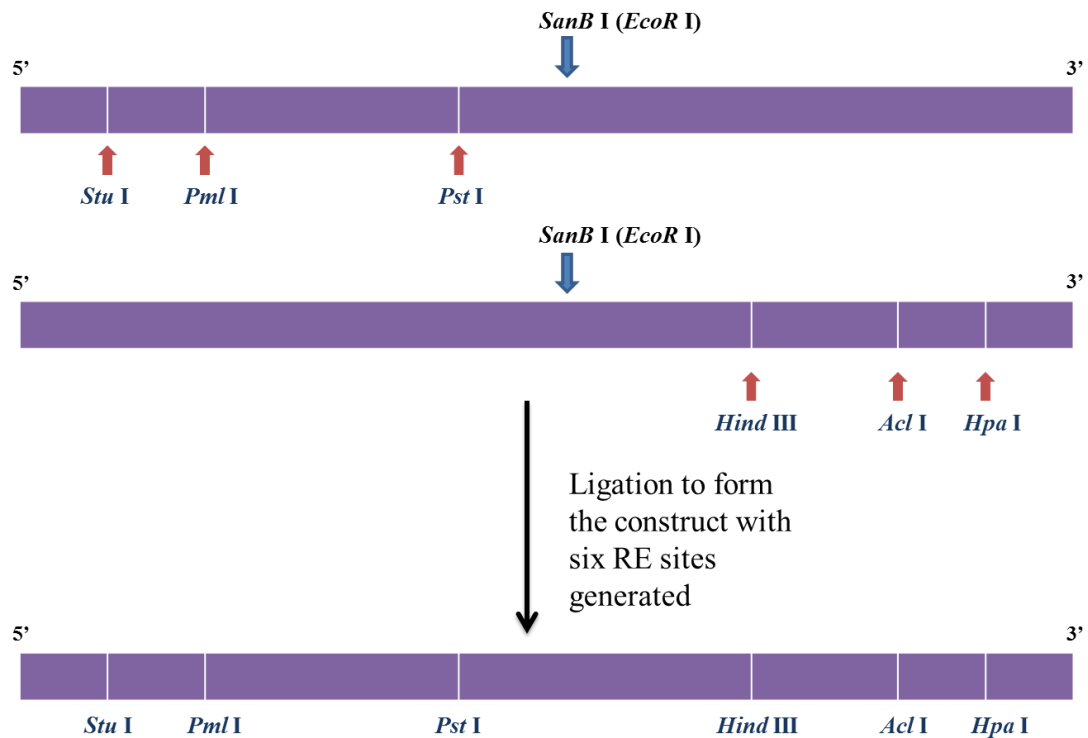 SanB I (EcoR I)
5’ 3’
Stu I Pml I Pst I
SanB I (EcoR I)
5’ 3’
Hind III Acl I Hpa I
Ligation to form
the construct with
six RE sites
generated
5’ 3’
Stu I Pml I Pst I Hind III Acl I Hpa I